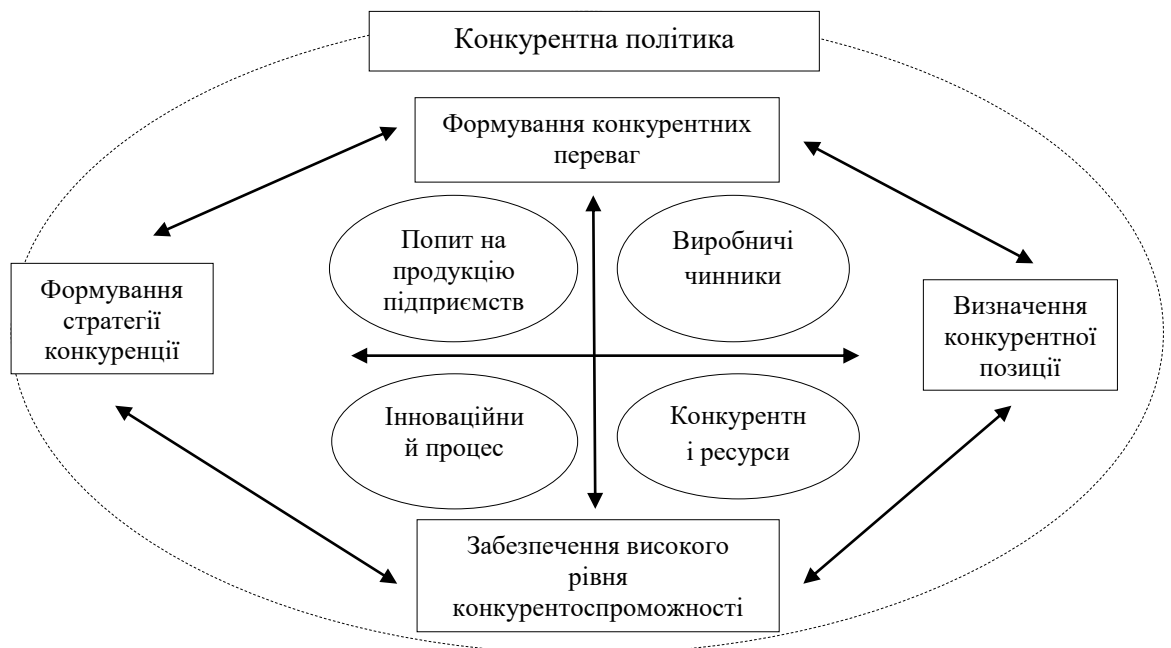 Конкурентна політика
Формування конкурентних
переваг
Попит на
продукцію
підприємств
Виробничі
чинники
Формування
стратегії
конкуренції
Визначення
конкурентної
позиції
Інноваційни
й процес
Конкурентн
і ресурси
Забезпечення високого
рівня
конкурентоспроможності